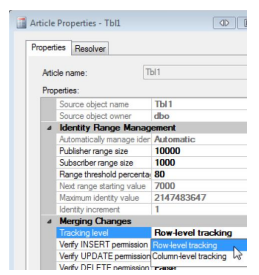 Article Properties - Tbl1
Properties Resolver
Article name: Tbl1
Properties:
Source object name Tbl1
Source object owner dbo
Identity Range Management
Automatically manage iden Automatic
Publisher range size 10000
Subscriber range size 1000
Range threshold percentag 80
Next range starting value 7000
Maximum identity value 2147483647
Identity increment 1
Merging Changes
Tracking level Row-level tracking
Verify INSERT permission Row-level tracking
Verify UPDATE permission Column-level tracking
Verify DELETE permission False